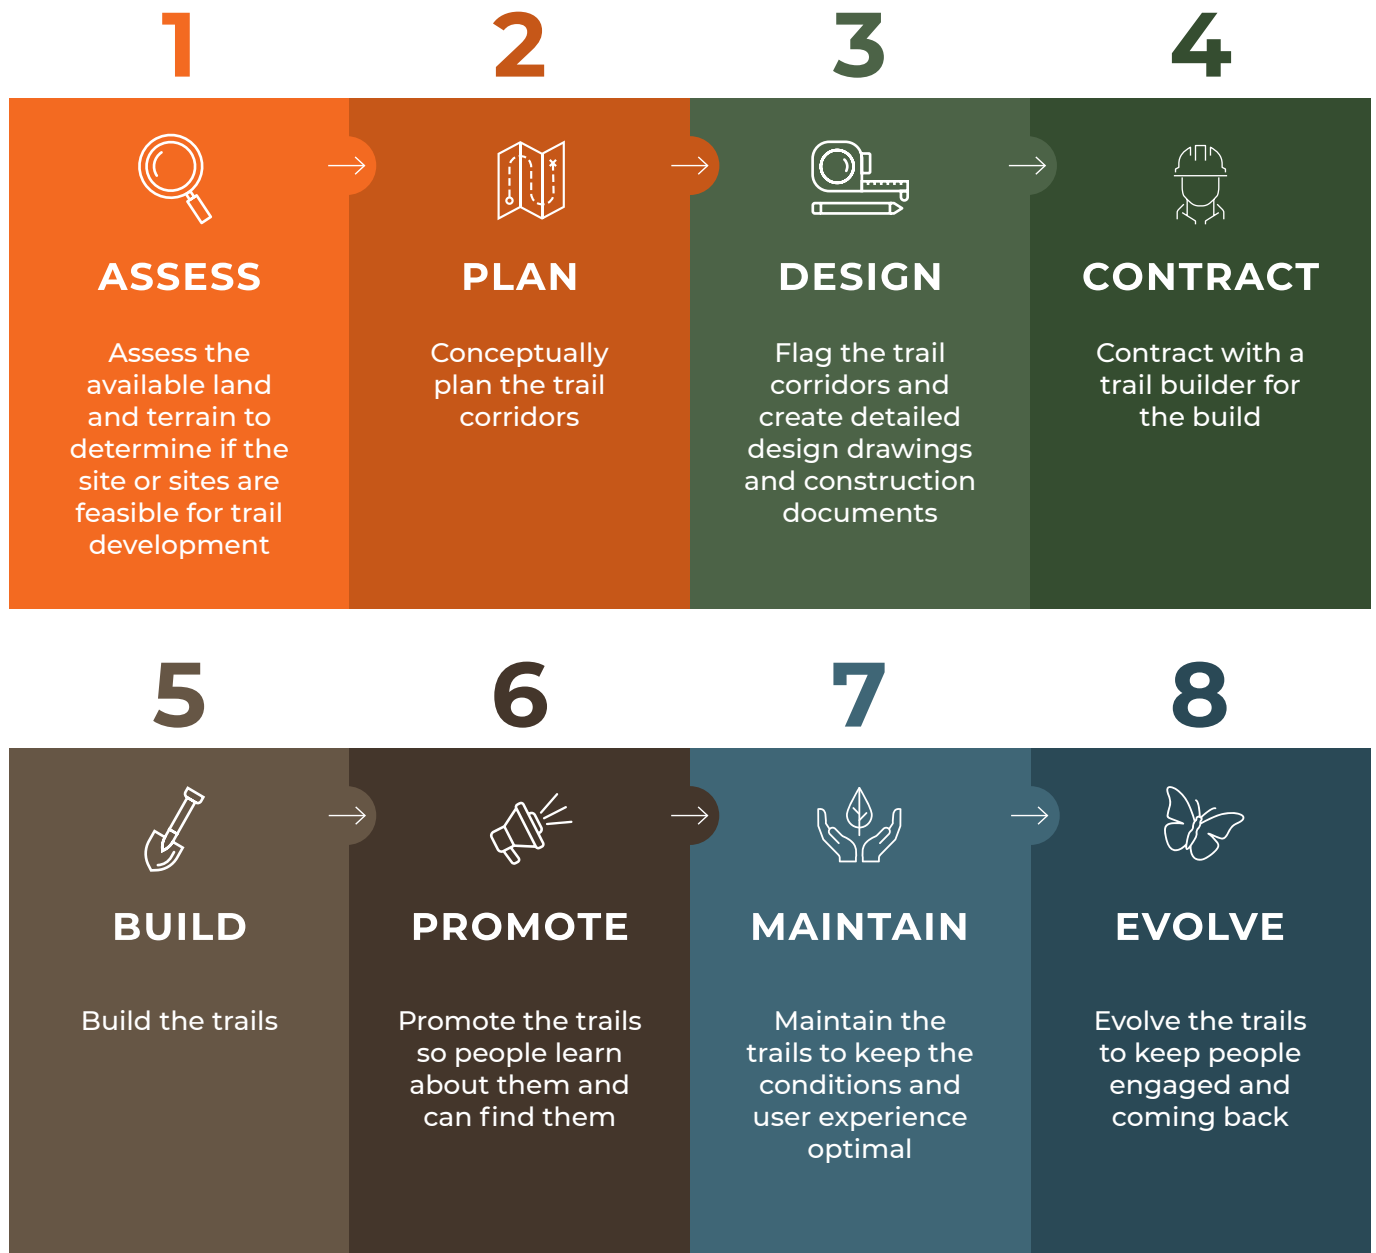 1
ASSESS
Assess the
available land
and terrain to
determine if the
site or sites are
feasible for trail
development
2
PLAN
Conceptually
plan the trail
corridors
3
DESIGN
Flag the trail
corridors and
create detailed
design drawings
and construction
documents
4
CONTRACT
Contract with a
trail builder for
the build
5
BUILD
Build the trails
6
PROMOTE
Promote the trails
so people learn
about them and
can find them
7
MAINTAIN
Maintain the
trails to keep the
conditions and
user experience
optimal
8
EVOLVE
Evolve the trails
to keep people
engaged and
coming back